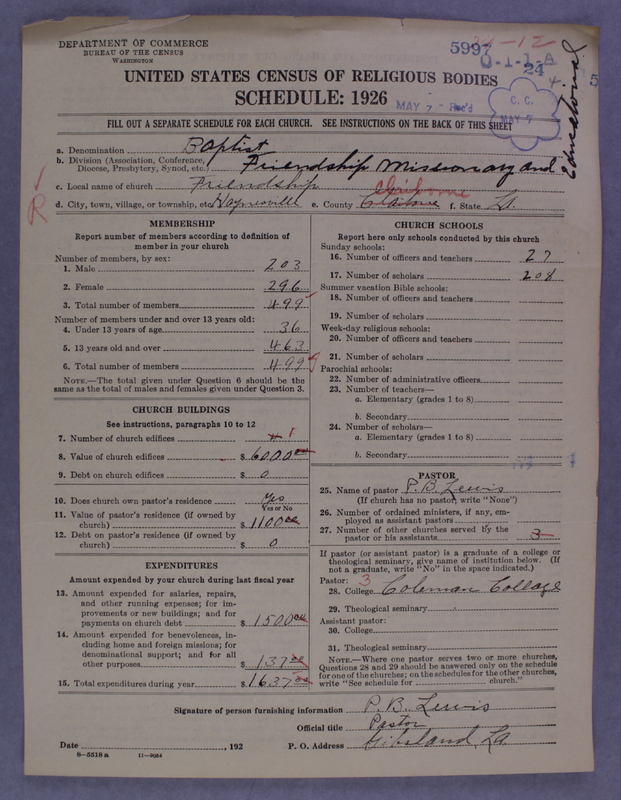 DEPARTMENT OF COMMERCE
BUREAU OF THE CENSUS
WASHINGTON
5997
0-1-1-A
24
4
5
UNITED STATES CENSUS OF RELIGIOUS BODIES
SCHEDULE: 1926
MAY 7 Rec'd
C. C.
MAY 7
Educational
FILL OUT A SEPARATE SCHEDULE FOR EACH CHURCH. SEE INSTRUCTIONS ON THE BACK OF THIS SHEET
a. Denomination Baptist
b. Division (Association, Conference, Diocese, Presbytery, Synod, etc.) Friendship Missionary and
c. Local name of church Friendship
Claiborne
d. City, town, village, or township, etc. Haynesvill e. County Claiborne f. State La.
R
MEMBERSHIP
Report number of members according to definition of
member in your church
Number of members, by sex:
1. Male 203
2. Female 296
3. Total number of members 499
Number of members under and over 13 years old:
4. Under 13 years of age 36
5. 13 years old and over 463
6. Total number of members 499
NOTE.—The total given under Question 6 should be the
same as the total of males and females given under Question 3.
CHURCH BUILDINGS
See instructions, paragraphs 10 to 12
7. Number of church edifices 1
8. Value of church edifices $ 6000.00
9. Debt on church edifices $ 0
10. Does church own pastor's residence yes
Yes or No
11. Value of pastor's residence (if owned by
church) $ 1100.00
12. Debt on pastor's residence (if owned by
church) $ 0
EXPENDITURES
Amount expended by your church during last fiscal year
13. Amount expended for salaries, repairs,
and other running expenses; for im-
provements or new buildings; and for
payments on church debt $ 1500.00
14. Amount expended for benevolences, in-
cluding home and foreign missions; for
denominational support; and for all
other purposes $ 137.00
15. Total expenditures during year $ 1637.00
CHURCH SCHOOLS
Report here only schools conducted by this church
Sunday schools:
16. Number of officers and teachers 27
17. Number of scholars 208
Summer vacation Bible schools:
18. Number of officers and teachers
19. Number of scholars
Week-day religious schools:
20. Number of officers and teachers
21. Number of scholars
Parochial schools:
22. Number of administrative officers
23. Number of teachers—
a. Elementary (grades 1 to 8)
b. Secondary
24. Number of scholars—
a. Elementary (grades 1 to 8)
b. Secondary
PASTOR
25. Name of pastor P. B. Lewis
(If church has no pastor, write "None")
26. Number of ordained ministers, if any, em-
ployed as assistant pastors
27. Number of other churches served by the
pastor or his assistants 3
If pastor (or assistant pastor) is a graduate of a college or
theological seminary, give name of institution below. (If
not a graduate, write "No" in the space indicated.)
Pastor: 3
28. College Coleman College
29. Theological seminary
Assistant pastor:
30. College
31. Theological seminary
NOTE.—Where one pastor serves two or more churches,
Questions 28 and 29 should be answered only on the schedule
for one of the churches; on the schedules for the other churches,
write "See schedule for church."
Signature of person furnishing information P. B. Lewis
Official title Pastor
Date , 192 P. O. Address Gibsland, La.
8-5518 a 11-9034